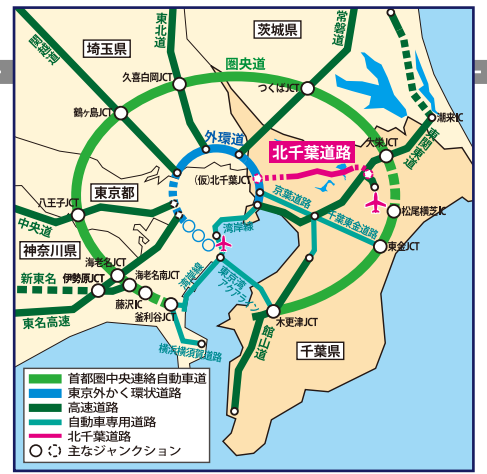 関越道
東北道
茨城県
常磐道
埼玉県
圏央道
久喜白岡JCT
つくばJCT
鶴ヶ島JCT
潮来IC
外環道
大栄JCT
東関東道
北千葉道路
(仮)北千葉JCT
東京都
京葉道路
八王子JCT
松尾横芝IC
中央道
湾岸線
千葉東金道路
東金JCT
神奈川県
海老名JCT
新東名
伊勢原JCT
海老名南JCT
東京湾
アクアライン
藤沢IC
釜利谷JCT
木更津JCT
東名高速
館山道
横浜横須賀道路
千葉県
首都圏中央連絡自動車道
東京外かく環状道路
高速道路
自動車専用道路
北千葉道路
主なジャンクション